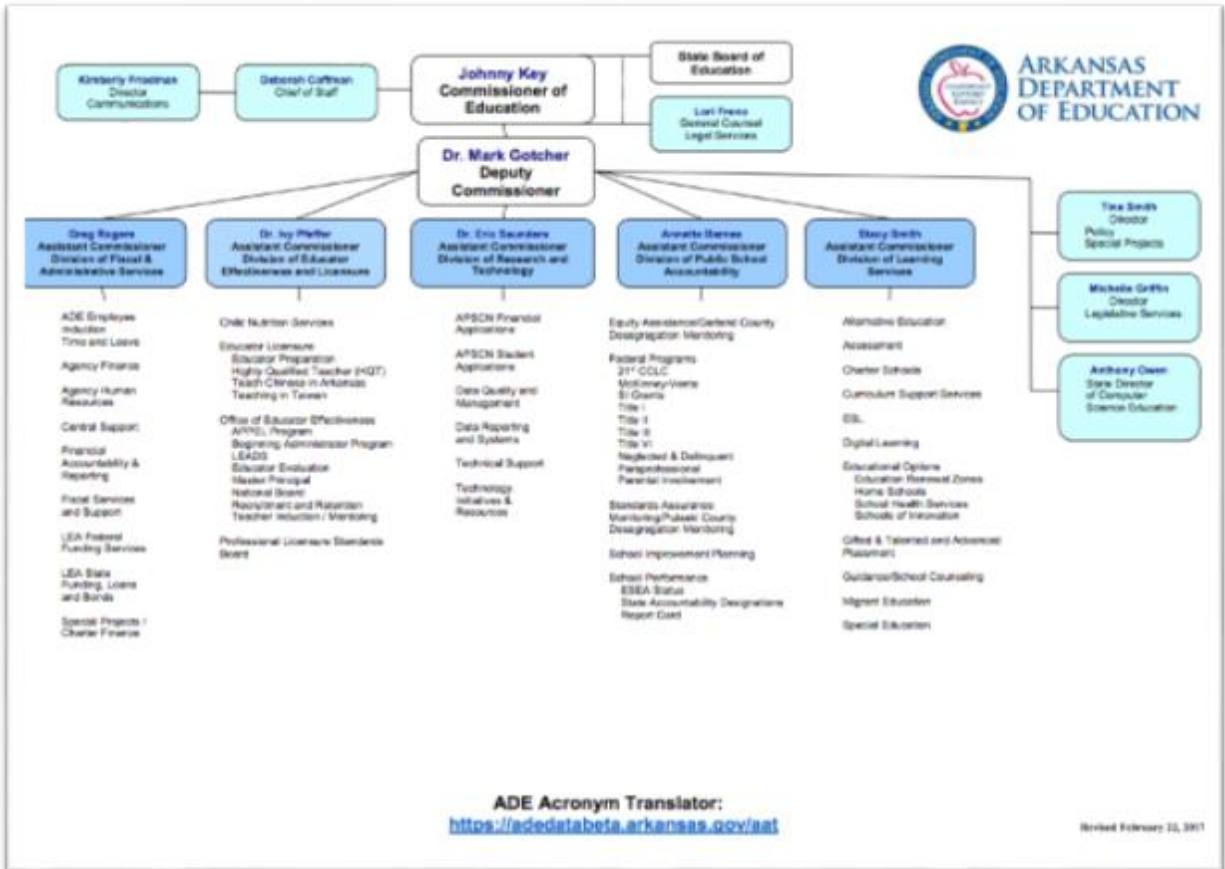 Kimberly Friedman
Director
Communications
Deborah Coffman
Chief of Staff
Johnny Key
Commissioner of
Education
State Board of
Education
Lori Freno
General Counsel
Legal Services
ARKANSAS
DEPARTMENT
OF EDUCATION
Dr. Mark Gotcher
Deputy
Commissioner
Greg Rogers
Assistant Commissioner
Division of Fiscal &
Administrative Services
Dr. Ivy Pfeffer
Assistant Commissioner
Division of Educator
Effectiveness and Licensure
Dr. Eric Saunders
Assistant Commissioner
Division of Research and
Technology
Annette Barnes
Assistant Commissioner
Division of Public School
Accountability
Stacy Smith
Assistant Commissioner
Division of Learning
Services
Tina Smith
Director
Policy
Special Projects
Michelle Griffin
Director
Legislative Services
Anthony Owen
State Director
of Computer
Science Education
ADE Employee
Induction
Time and Leave
Agency Finance
Agency Human
Resources
Central Support
Financial
Accountability &
Reporting
Fiscal Services
and Support
LEA Federal
Funding Services
LEA State
Funding, Loans
and Bonds
Special Projects /
Charter Finance
Child Nutrition Services
Educator Licensure
Educator Preparation
Highly Qualified Teacher (HQT)
Teach Chinese in Arkansas
Teaching in Taiwan
Office of Educator Effectiveness
APPEL Program
Beginning Administrator Program
LEADS
Educator Evaluation
Master Principal
National Board
Recruitment and Retention
Teacher Induction / Mentoring
Professional Licensure Standards
Board
APSCN Financial
Applications
APSCN Student
Applications
Data Quality and
Management
Data Reporting
and Systems
Technical Support
Technology
Initiatives &
Resources
Equity Assistance/Garland County
Desegregation Monitoring
Federal Programs
21st CCLC
McKinney-Vento
SI Grants
Title I
Title II
Title III
Title VI
Neglected & Delinquent
Paraprofessional
Parental Involvement
Standards Assurance
Monitoring/Pulaski County
Desegregation Monitoring
School Improvement Planning
School Performance
ESEA Status
State Accountability Designations
Report Card
Alternative Education
Assessment
Charter Schools
Curriculum Support Services
ESL
Digital Learning
Educational Options
Education Renewal Zones
Home Schools
School Health Services
Schools of Innovation
Gifted & Talented and Advanced
Placement
Guidance/School Counseling
Migrant Education
Special Education
ADE Acronym Translator:
https://adedatabeta.arkansas.gov/aat
Revised February 22, 2017